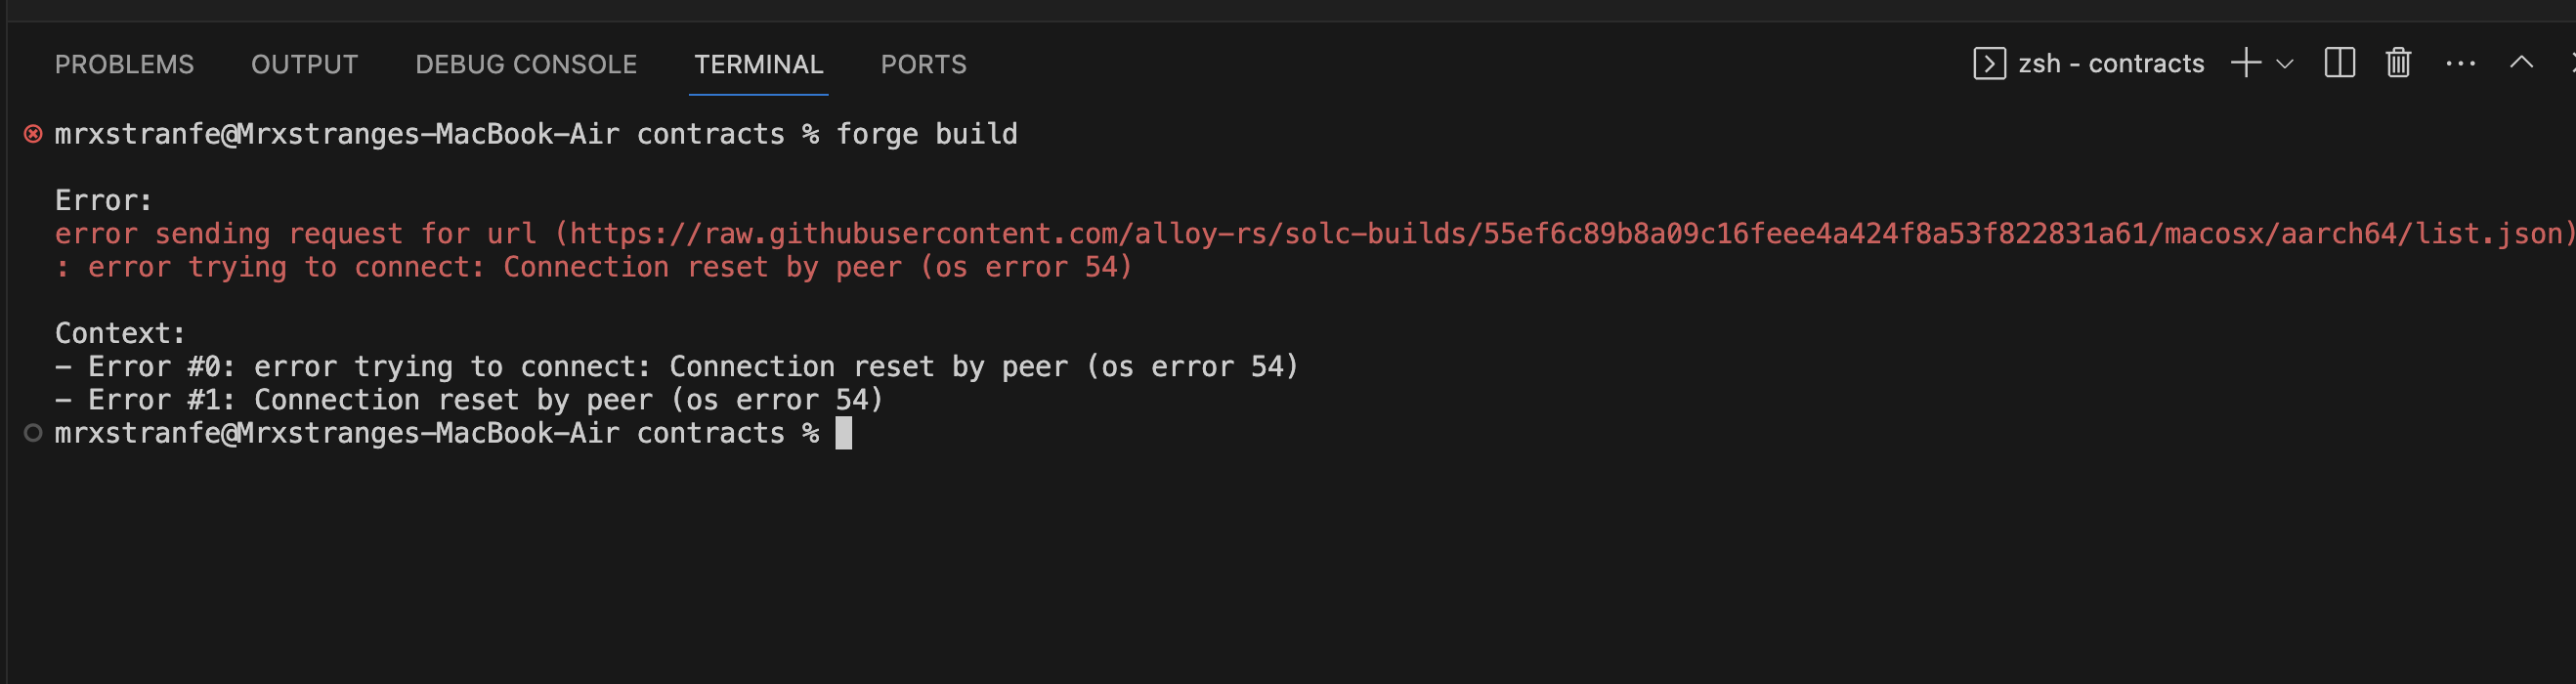 PROBLEMS OUTPUT DEBUG CONSOLE TERMINAL PORTS zsh - contracts
mrxstranfe@Mrxstranges-MacBook-Air contracts % forge build
Error:
error sending request for url (https://raw.githubusercontent.com/alloy-rs/solc-builds/55ef6c89b8a09c16feee4a424f8a53f822831a61/macosx/aarch64/list.json)
: error trying to connect: Connection reset by peer (os error 54)
Context:
- Error #0: error trying to connect: Connection reset by peer (os error 54)
- Error #1: Connection reset by peer (os error 54)
mrxstranfe@Mrxstranges-MacBook-Air contracts %